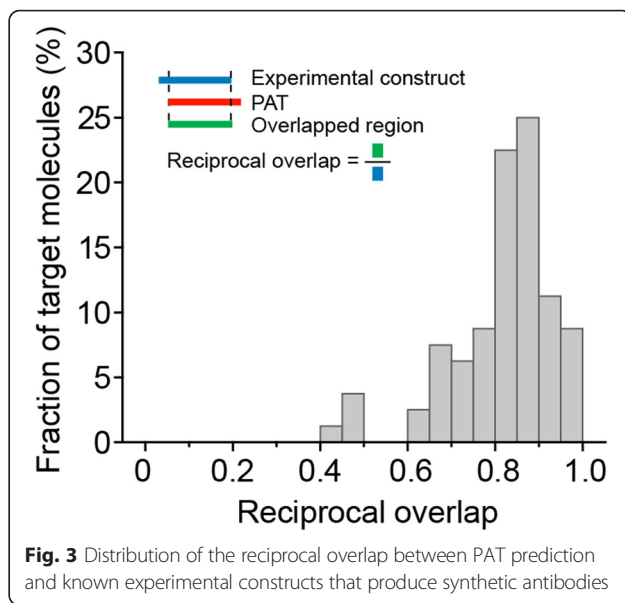 30
25
20
15
10
5
0
Fraction of target molecules (%)
Experimental construct
PAT
Overlapped region
Reciprocal overlap =
0 0.2 0.4 0.6 0.8 1.0
Reciprocal overlap
Fig. 3 Distribution of the reciprocal overlap between PAT prediction
and known experimental constructs that produce synthetic antibodies